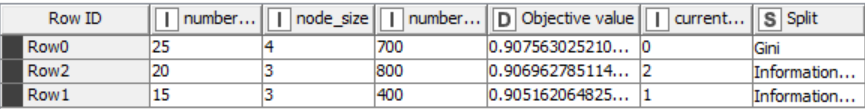 Row ID I number... I node_size I number... D Objective value I current... S Split
Row0 25 4 700 0.907563025210... 0 Gini
Row2 20 3 800 0.906962785114... 2 Information...
Row1 15 3 400 0.905162064825... 1 Information...